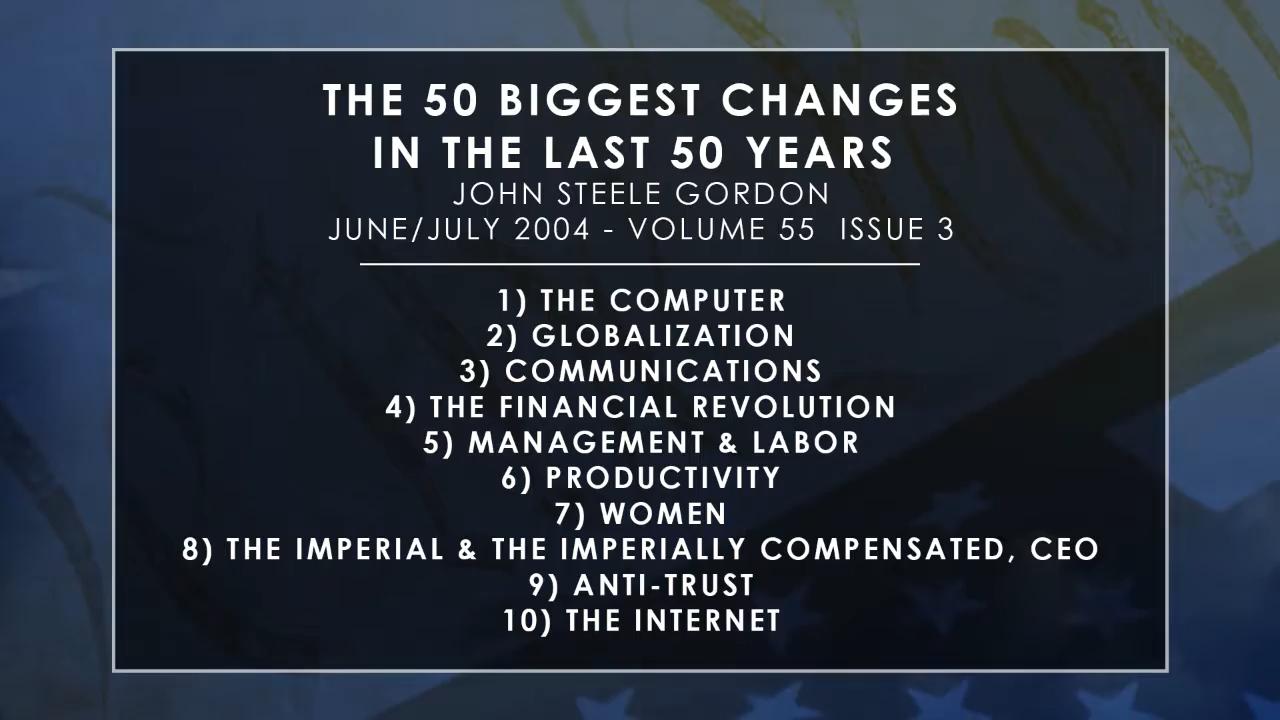 THE 50 BIGGEST CHANGES
IN THE LAST 50 YEARS
JOHN STEELE GORDON
JUNE/JULY 2004 - VOLUME 55 ISSUE 3
1) THE COMPUTER
2) GLOBALIZATION
3) COMMUNICATIONS
4) THE FINANCIAL REVOLUTION
5) MANAGEMENT & LABOR
6) PRODUCTIVITY
7) WOMEN
8) THE IMPERIAL & THE IMPERIALLY COMPENSATED, CEO
9) ANTI-TRUST
10) THE INTERNET